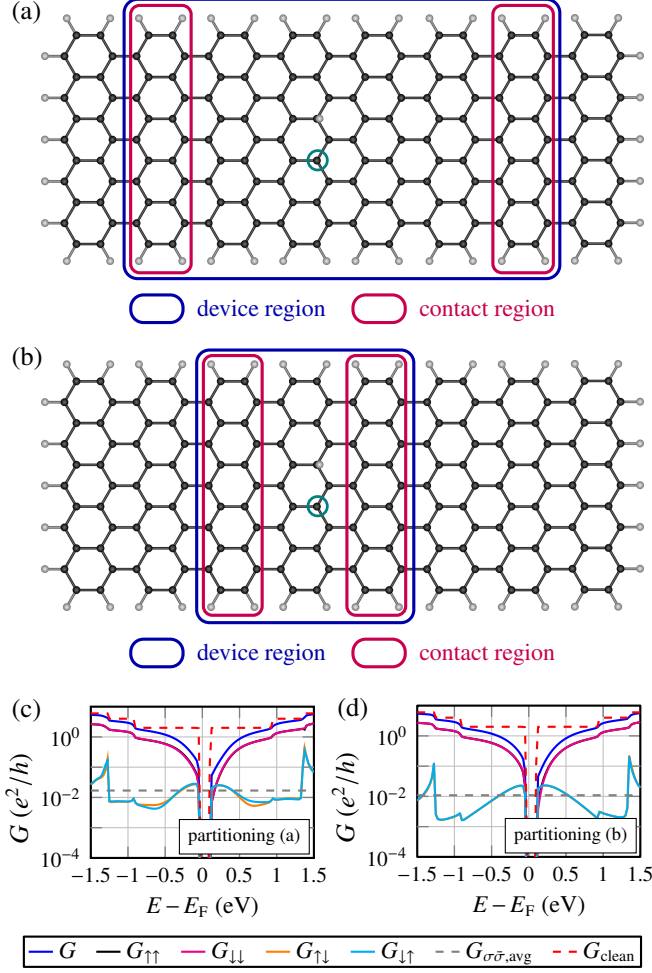 (a)
device region contact region
(b)
device region contact region
(c) (d)
G (e²/h)
10⁰
10⁻²
10⁻⁴
partitioning (a)
−1.5 −1 −0.5 0 0.5 1 1.5
E − E_F (eV)
G (e²/h)
10⁰
10⁻²
10⁻⁴
partitioning (b)
−1.5 −1 −0.5 0 0.5 1 1.5
E − E_F (eV)
G G↑↑ G↓↓ G↑↓ G↓↑ G_σσ̄,avg G_clean